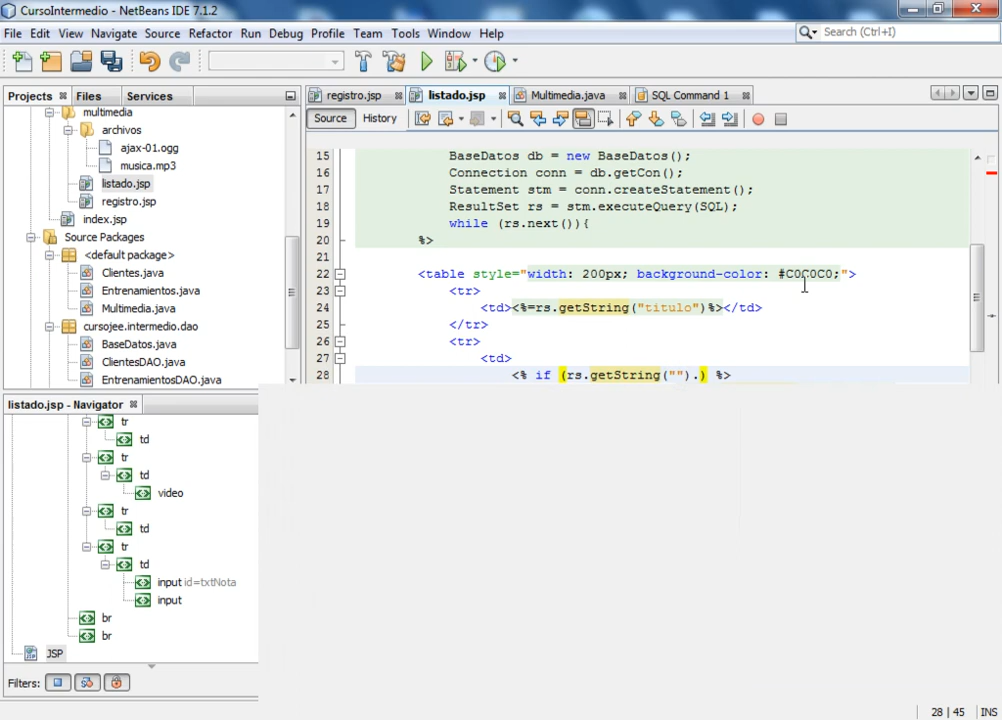 CursoIntermedio - NetBeans IDE 7.1.2
File Edit View Navigate Source Refactor Run Debug Profile Team Tools Window Help
Search (Ctrl+I)
Projects Files Services
registro.jsp listado.jsp Multimedia.java SQL Command 1
Source History
multimedia
archivos
ajax-01.ogg
musica.mp3
listado.jsp
registro.jsp
index.jsp
Source Packages
<default package>
Clientes.java
Entrenamientos.java
Multimedia.java
cursojee.intermedio.dao
BaseDatos.java
ClientesDAO.java
EntrenamientosDAO.java
15 BaseDatos db = new BaseDatos();
16 Connection conn = db.getCon();
17 Statement stm = conn.createStatement();
18 ResultSet rs = stm.executeQuery(SQL);
19 while (rs.next()){
20 %>
21
22 <table style="width: 200px; background-color: #C0C0C0;">
23 <tr>
24 <td><%=rs.getString("titulo")%></td>
25 </tr>
26 <tr>
27 <td>
28 <% if (rs.getString("").) %>
listado.jsp - Navigator
tr
td
tr
td
video
tr
td
tr
td
input id=txtNota
input
br
br
JSP
Filters:
28 | 45 INS